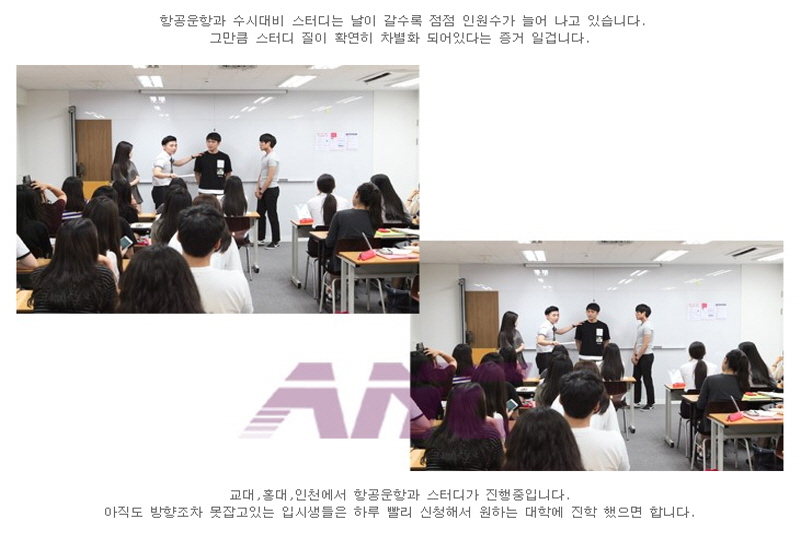 항공운항과 수시대비 스터디는 날이 갈수록 점점 인원수가 늘어 나고 있습니다.
그만큼 스터디 질이 확연히 차별화 되어있다는 증거 일겁니다.
교대,홍대,인천에서 항공운항과 스터디가 진행중입니다.
아직도 방향조차 못잡고있는 입시생들은 하루 빨리 신청해서 원하는 대학에 진학 했으면 합니다.